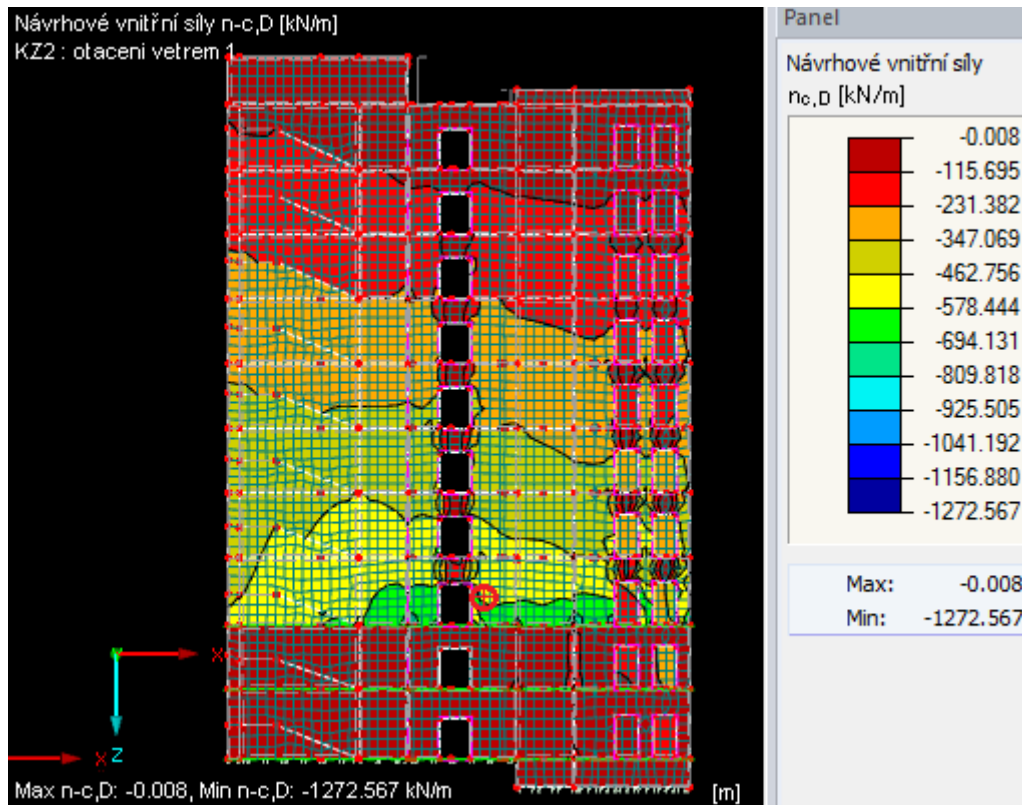 Návrhové vnitřní síly n-c,D [kN/m]
KZ2 : otaceni vetrem 1
X
Z
X
Max n-c,D: -0.008, Min n-c,D: -1272.567 kN/m
[m]
Panel
Návrhové vnitřní síly
nc,D [kN/m]
-0.008
-115.695
-231.382
-347.069
-462.756
-578.444
-694.131
-809.818
-925.505
-1041.192
-1156.880
-1272.567
Max: -0.008
Min: -1272.567